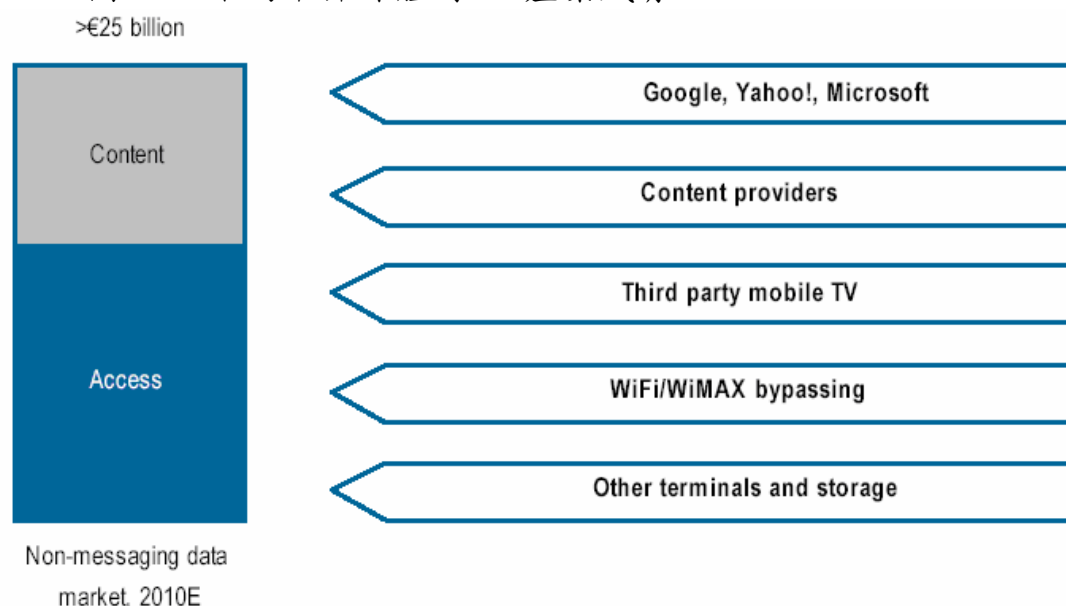 >€25 billion
Content
Access
Non-messaging data
market. 2010E
Google, Yahoo!, Microsoft
Content providers
Third party mobile TV
WiFi/WiMAX bypassing
Other terminals and storage